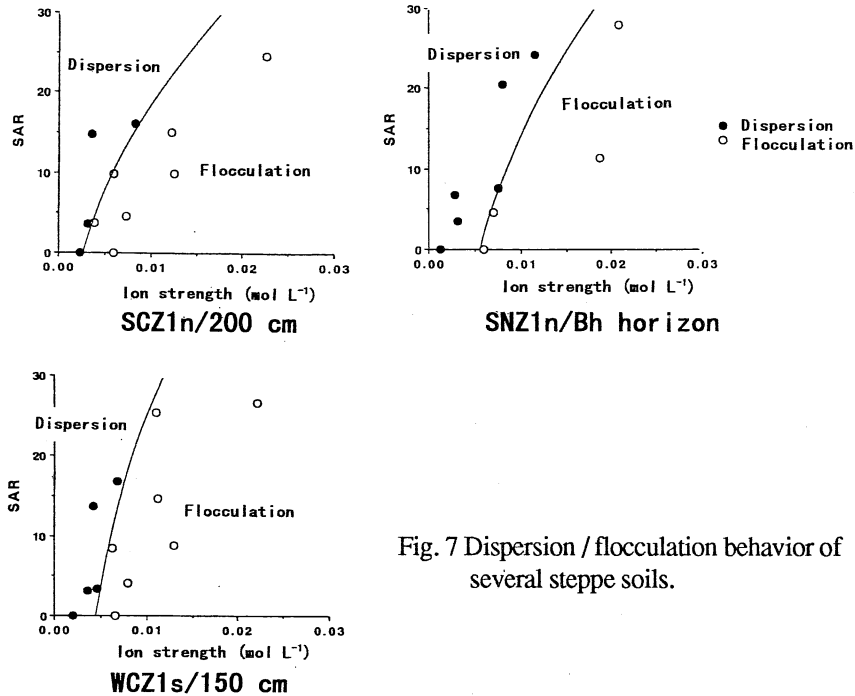 30
20
10
0
SAR
Dispersion
Flocculation
0.00 0.01 0.02 0.03
Ion strength (mol L⁻¹)
SCZ1n/200 cm
30
20
10
0
SAR
Dispersion
Flocculation
0.00 0.01 0.02 0.03
Ion strength (mol L⁻¹)
SNZ1n/Bh horizon
● Dispersion
○ Flocculation
30
20
10
0
SAR
Dispersion
Flocculation
0.00 0.01 0.02 0.03
Ion strength (mol L⁻¹)
WCZ1s/150 cm
Fig. 7 Dispersion / flocculation behavior of
several steppe soils.